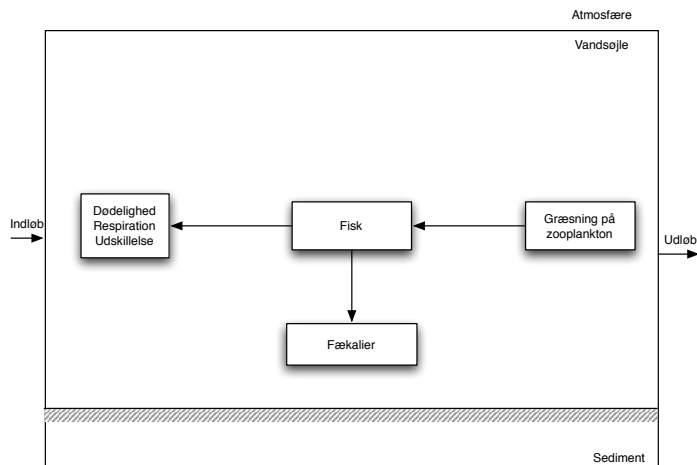 Atmosfære
Vandsøjle
Indløb
Dødelighed
Respiration
Udskillelse
Fisk
Græsning på
zooplankton
Udløb
Fækalier
Sediment